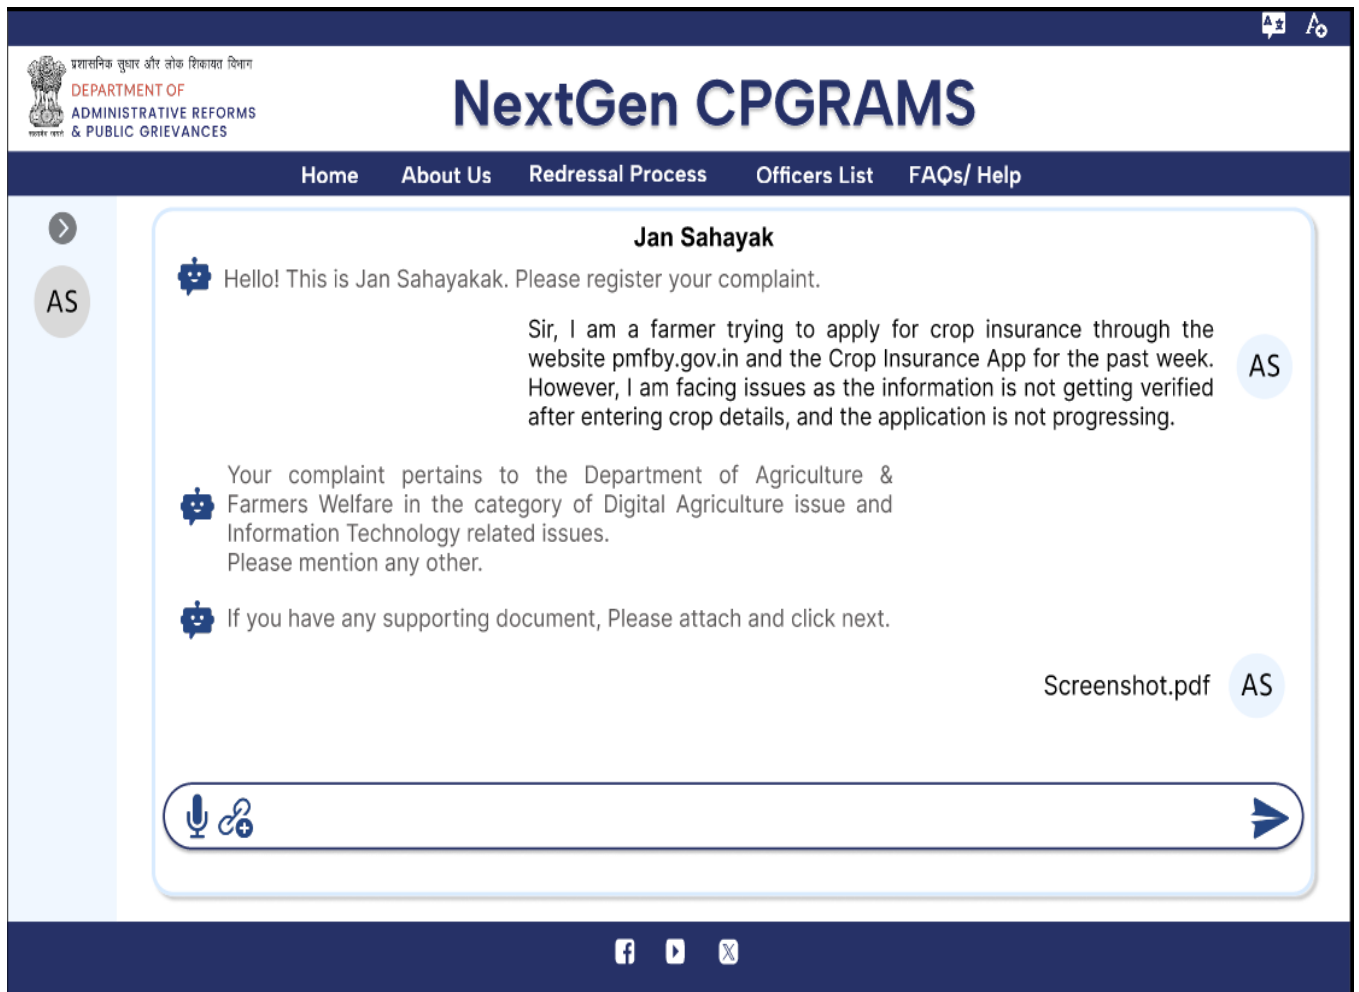 प्रशासनिक सुधार और लोक शिकायत विभाग
DEPARTMENT OF
ADMINISTRATIVE REFORMS
& PUBLIC GRIEVANCES
NextGen CPGRAMS
Home About Us Redressal Process Officers List FAQs/ Help
AS
Jan Sahayak
Hello! This is Jan Sahayakak. Please register your complaint.
Sir, I am a farmer trying to apply for crop insurance through the
website pmfby.gov.in and the Crop Insurance App for the past week.
However, I am facing issues as the information is not getting verified
after entering crop details, and the application is not progressing.
AS
Your complaint pertains to the Department of Agriculture &
Farmers Welfare in the category of Digital Agriculture issue and
Information Technology related issues.
Please mention any other.
If you have any supporting document, Please attach and click next.
Screenshot.pdf AS